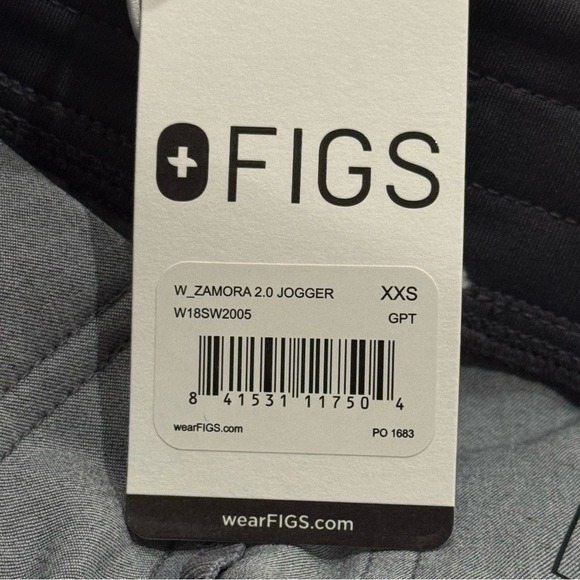 FIGS
W_ZAMORA 2.0 JOGGER XXS
W18SW2005 GPT
8 41531 11750 4
wearFIGS.com PO 1683
wearFIGS.com